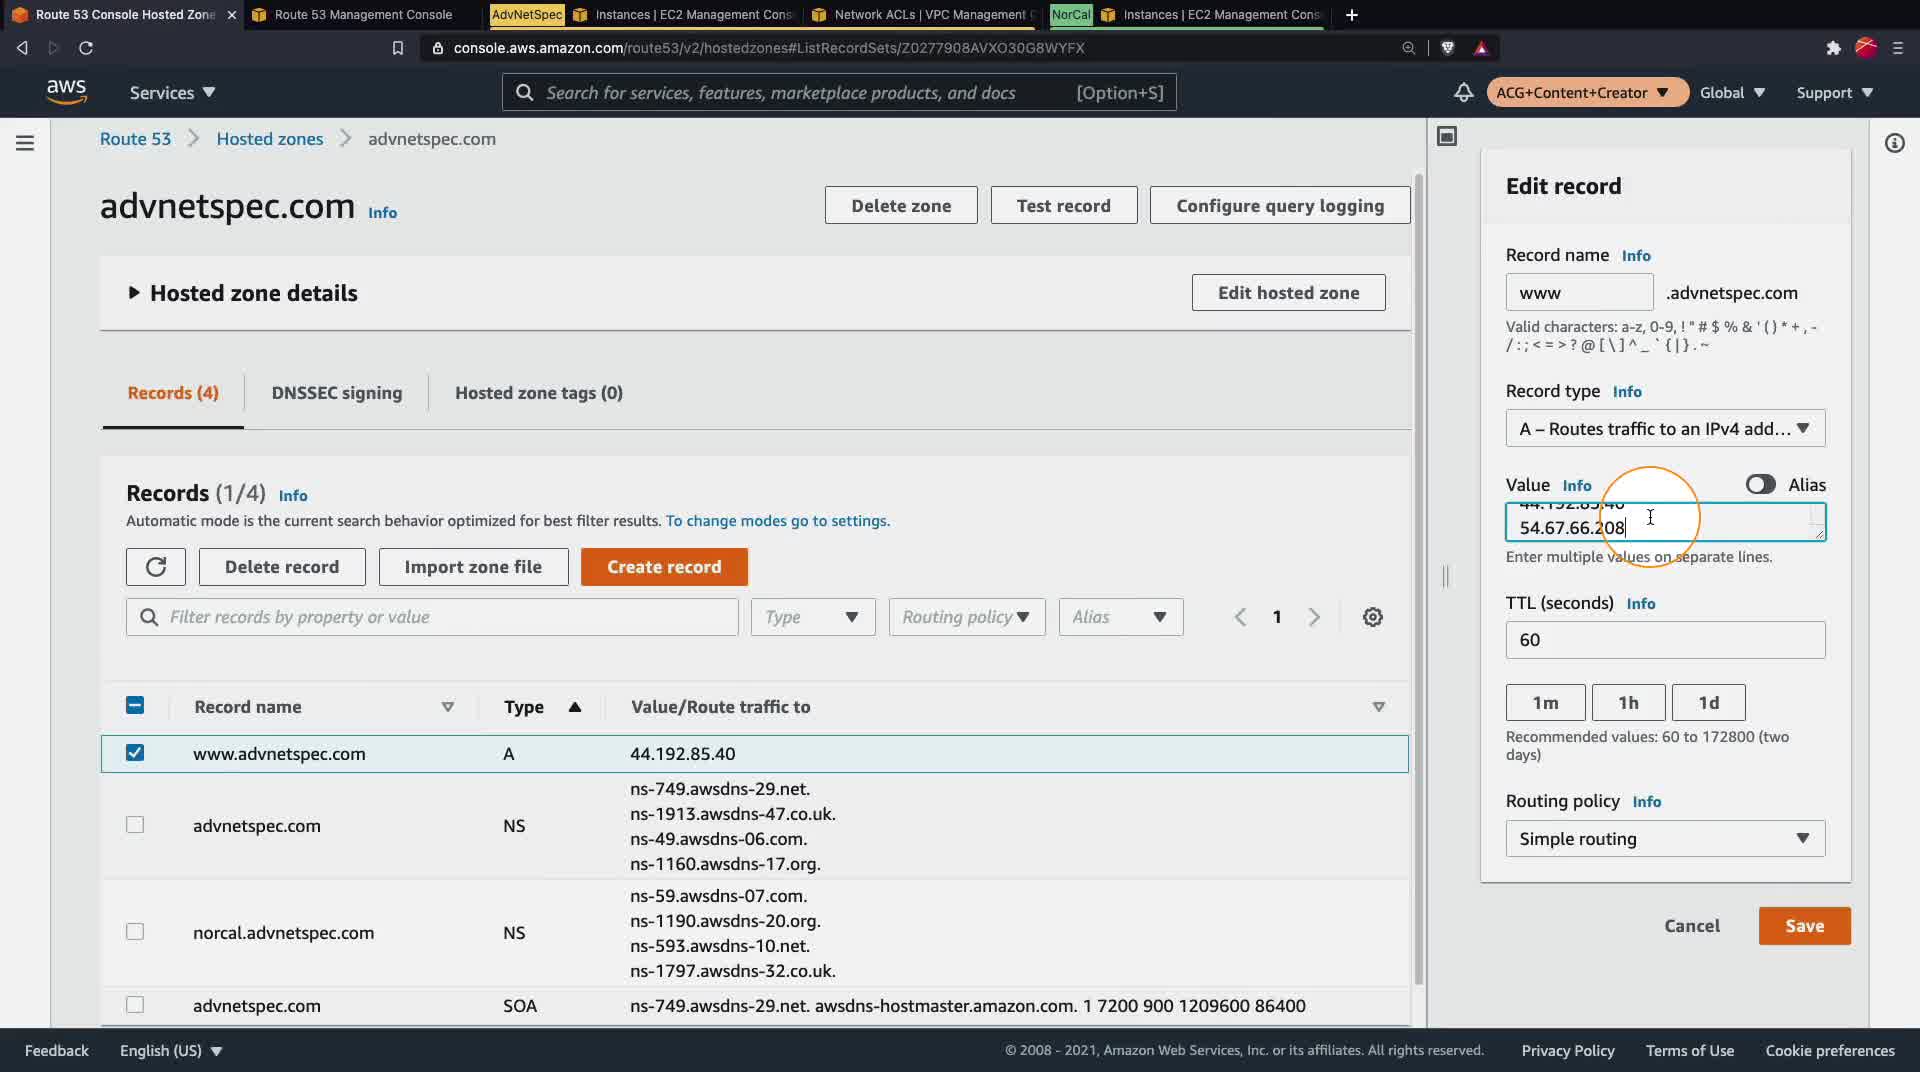 Route 53 Console Hosted Zone
Route 53 Management Console
AdvNetSpec
Instances | EC2 Management Cons
Network ACLs | VPC Management
NorCal
Instances | EC2 Management Cons
console.aws.amazon.com/route53/v2/hostedzones#ListRecordSets/Z0277908AVXO30G8WYFX
aws
Services
Search for services, features, marketplace products, and docs
[Option+S]
ACG+Content+Creator
Global
Support
Route 53
Hosted zones
advnetspec.com
advnetspec.com Info
Delete zone
Test record
Configure query logging
Hosted zone details
Edit hosted zone
Records (4)
DNSSEC signing
Hosted zone tags (0)
Records (1/4) Info
Automatic mode is the current search behavior optimized for best filter results. To change modes go to settings.
Delete record
Import zone file
Create record
Filter records by property or value
Type
Routing policy
Alias
1
Record name
Type
Value/Route traffic to
www.advnetspec.com
A
44.192.85.40
advnetspec.com
NS
ns-749.awsdns-29.net.
ns-1913.awsdns-47.co.uk.
ns-49.awsdns-06.com.
ns-1160.awsdns-17.org.
norcal.advnetspec.com
NS
ns-59.awsdns-07.com.
ns-1190.awsdns-20.org.
ns-593.awsdns-10.net.
ns-1797.awsdns-32.co.uk.
advnetspec.com
SOA
ns-749.awsdns-29.net. awsdns-hostmaster.amazon.com. 1 7200 900 1209600 86400
Edit record
Record name Info
www
.advnetspec.com
Valid characters: a-z, 0-9, ! " # $ % & ' ( ) * + , -
/ : ; < = > ? @ [ \ ] ^ _ ` { | } . ~
Record type Info
A – Routes traffic to an IPv4 add...
Value Info
Alias
44.192.85.40
54.67.66.208
Enter multiple values on separate lines.
TTL (seconds) Info
60
1m
1h
1d
Recommended values: 60 to 172800 (two
days)
Routing policy Info
Simple routing
Cancel
Save
Feedback
English (US)
© 2008 - 2021, Amazon Web Services, Inc. or its affiliates. All rights reserved.
Privacy Policy
Terms of Use
Cookie preferences